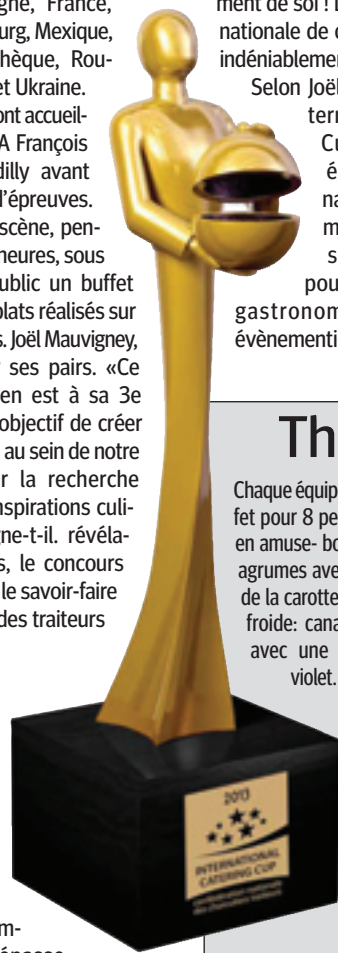 gne, France,
urg, Mexique,
hèque, Rou-
et Ukraine.
ont accueil-
A François
dilly avant
d'épreuves.
scène, pen-
heures, sous
ublic un buffet
plats réalisés sur
s. Joël Mauvigney,
ses pairs. «Ce
en est à sa 3e
objectif de créer
au sein de notre
r la recherche
nspirations culi-
gne-t-il. révéla-
s, le concours
le savoir-faire
des traiteurs
m-
épasse
ment de soi ! L
nationale de c
indéniablemen
Selon Joël
tern
Cu
é
na
m
s
pou
gastronom
évènementi
Th
Chaque équip
fet pour 8 pe
en amuse- bo
agrumes ave
de la carotte
froide: cana
avec une
violet.
2013
INTERNATIONAL
CATERING CUP